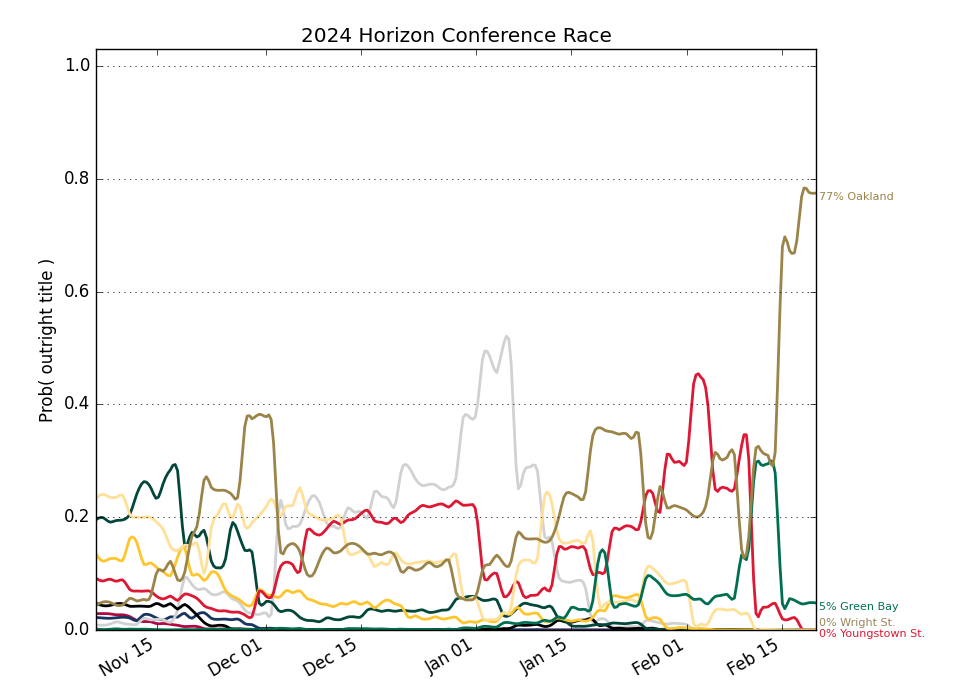 2024 Horizon Conference Race
Prob( outright title )
1.0
0.8
0.6
0.4
0.2
0.0
77% Oakland
5% Green Bay
0% Wright St.
0% Youngstown St.
Nov 15
Dec 01
Dec 15
Jan 01
Jan 15
Feb 01
Feb 15